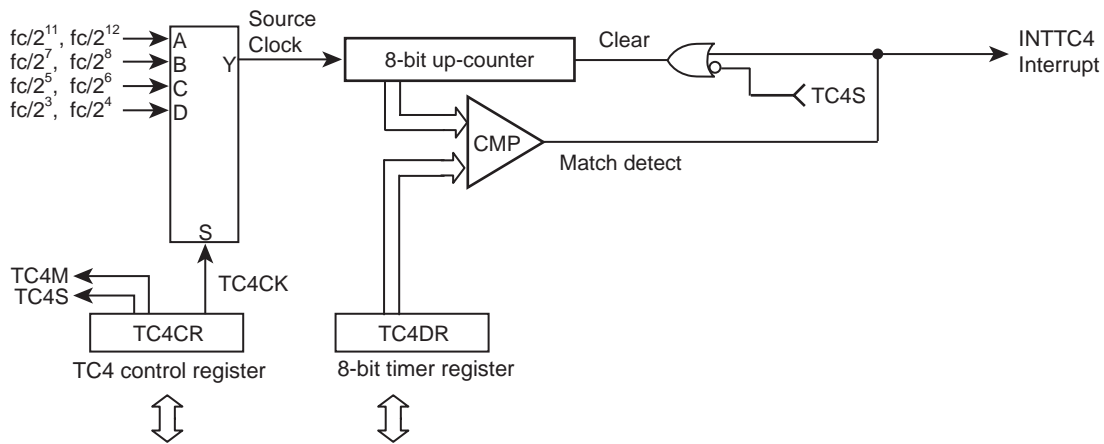 fc/2¹¹, fc/2¹²
fc/2⁷, fc/2⁸
fc/2⁵, fc/2⁶
fc/2³, fc/2⁴
A
B
C
D
Y
S
Source
Clock
8-bit up-counter
Clear
TC4S
INTTC4
Interrupt
CMP
Match detect
TC4M
TC4S
TC4CK
TC4CR
TC4 control register
TC4DR
8-bit timer register